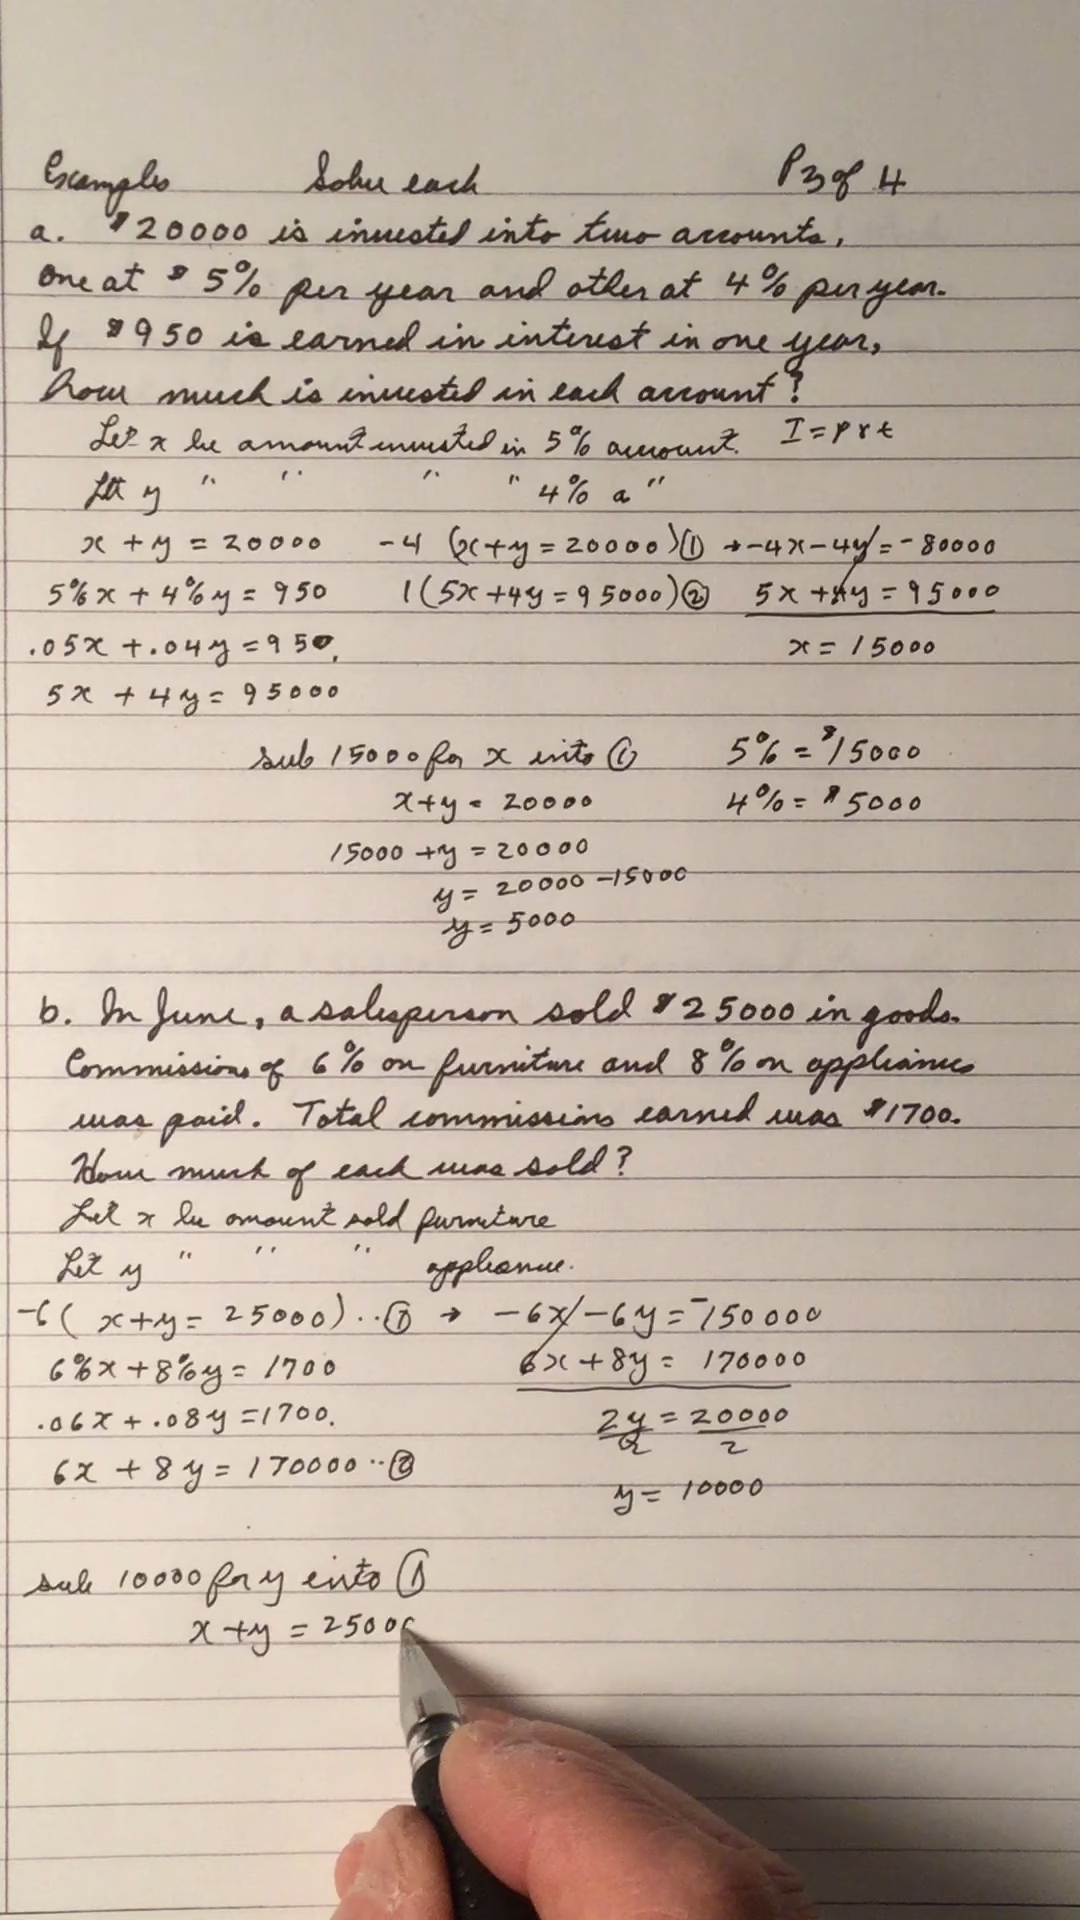 Examples Solve each P3 of 4
a. $20000 is invested into two accounts,
one at 5% per year and other at 4% per year.
If $950 is earned in interest in one year,
how much is invested in each account?
Let x be amount invested in 5% account. I = prt
Let y " " " " 4% a "
x + y = 20000 -4 (x+y = 20000) ① → -4x-4y = -80000
5%x + 4%y = 950 1(5x+4y = 95000) ② 5x + 4y = 95000
.05x + .04y = 950. x = 15000
5x + 4y = 95000
sub 15000 for x into ① 5% = $15000
x+y = 20000 4% = $5000
15000 + y = 20000
y = 20000 - 15000
y = 5000
b. In June, a salesperson sold $25000 in goods.
Commissions of 6% on furniture and 8% on appliances
was paid. Total commissions earned was $1700.
How much of each was sold?
Let x be amount sold furniture
Let y " " " appliance.
-6( x+y = 25000) ..① → -6x - 6y = -150000
6%x + 8%y = 1700 6x + 8y = 170000
.06x + .08y = 1700. 2y = 20000
6x + 8y = 170000 ..② 2 2
y = 10000
sub 10000 for y into ①
x + y = 25000